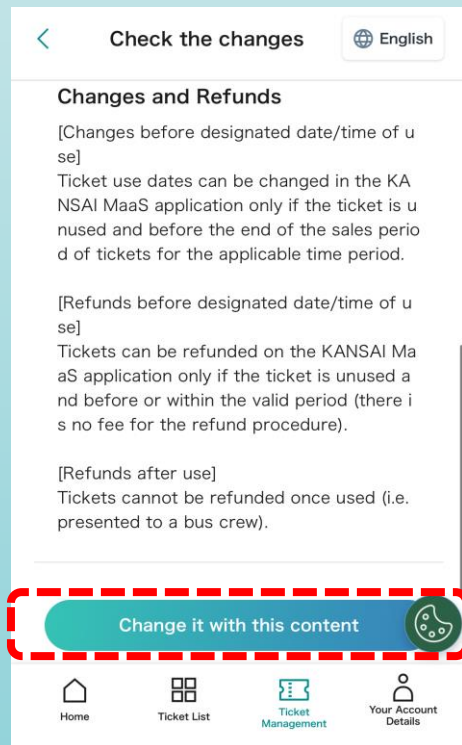 Check the changes
English
Changes and Refunds
[Changes before designated date/time of u
se]
Ticket use dates can be changed in the KA
NSAI MaaS application only if the ticket is u
nused and before the end of the sales perio
d of tickets for the applicable time period.
[Refunds before designated date/time of u
se]
Tickets can be refunded on the KANSAI Ma
aS application only if the ticket is unused a
nd before or within the valid period (there i
s no fee for the refund procedure).
[Refunds after use]
Tickets cannot be refunded once used (i.e.
presented to a bus crew).
Change it with this content
Home
Ticket List
Ticket
Management
Your Account
Details